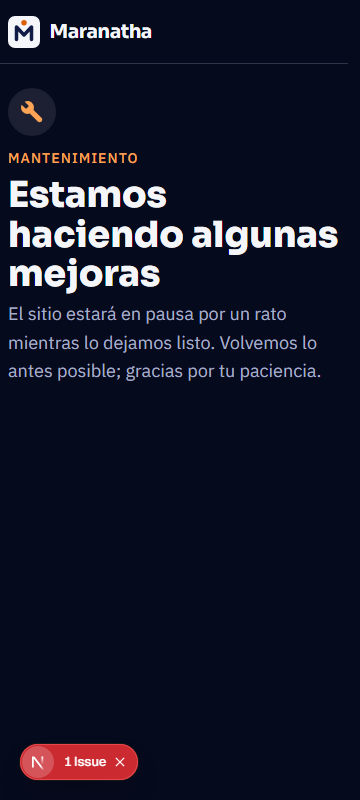 Maranatha
MANTENIMIENTO
Estamos
haciendo algunas
mejoras
El sitio estará en pausa por un rato
mientras lo dejamos listo. Volvemos lo
antes posible; gracias por tu paciencia.
1 Issue